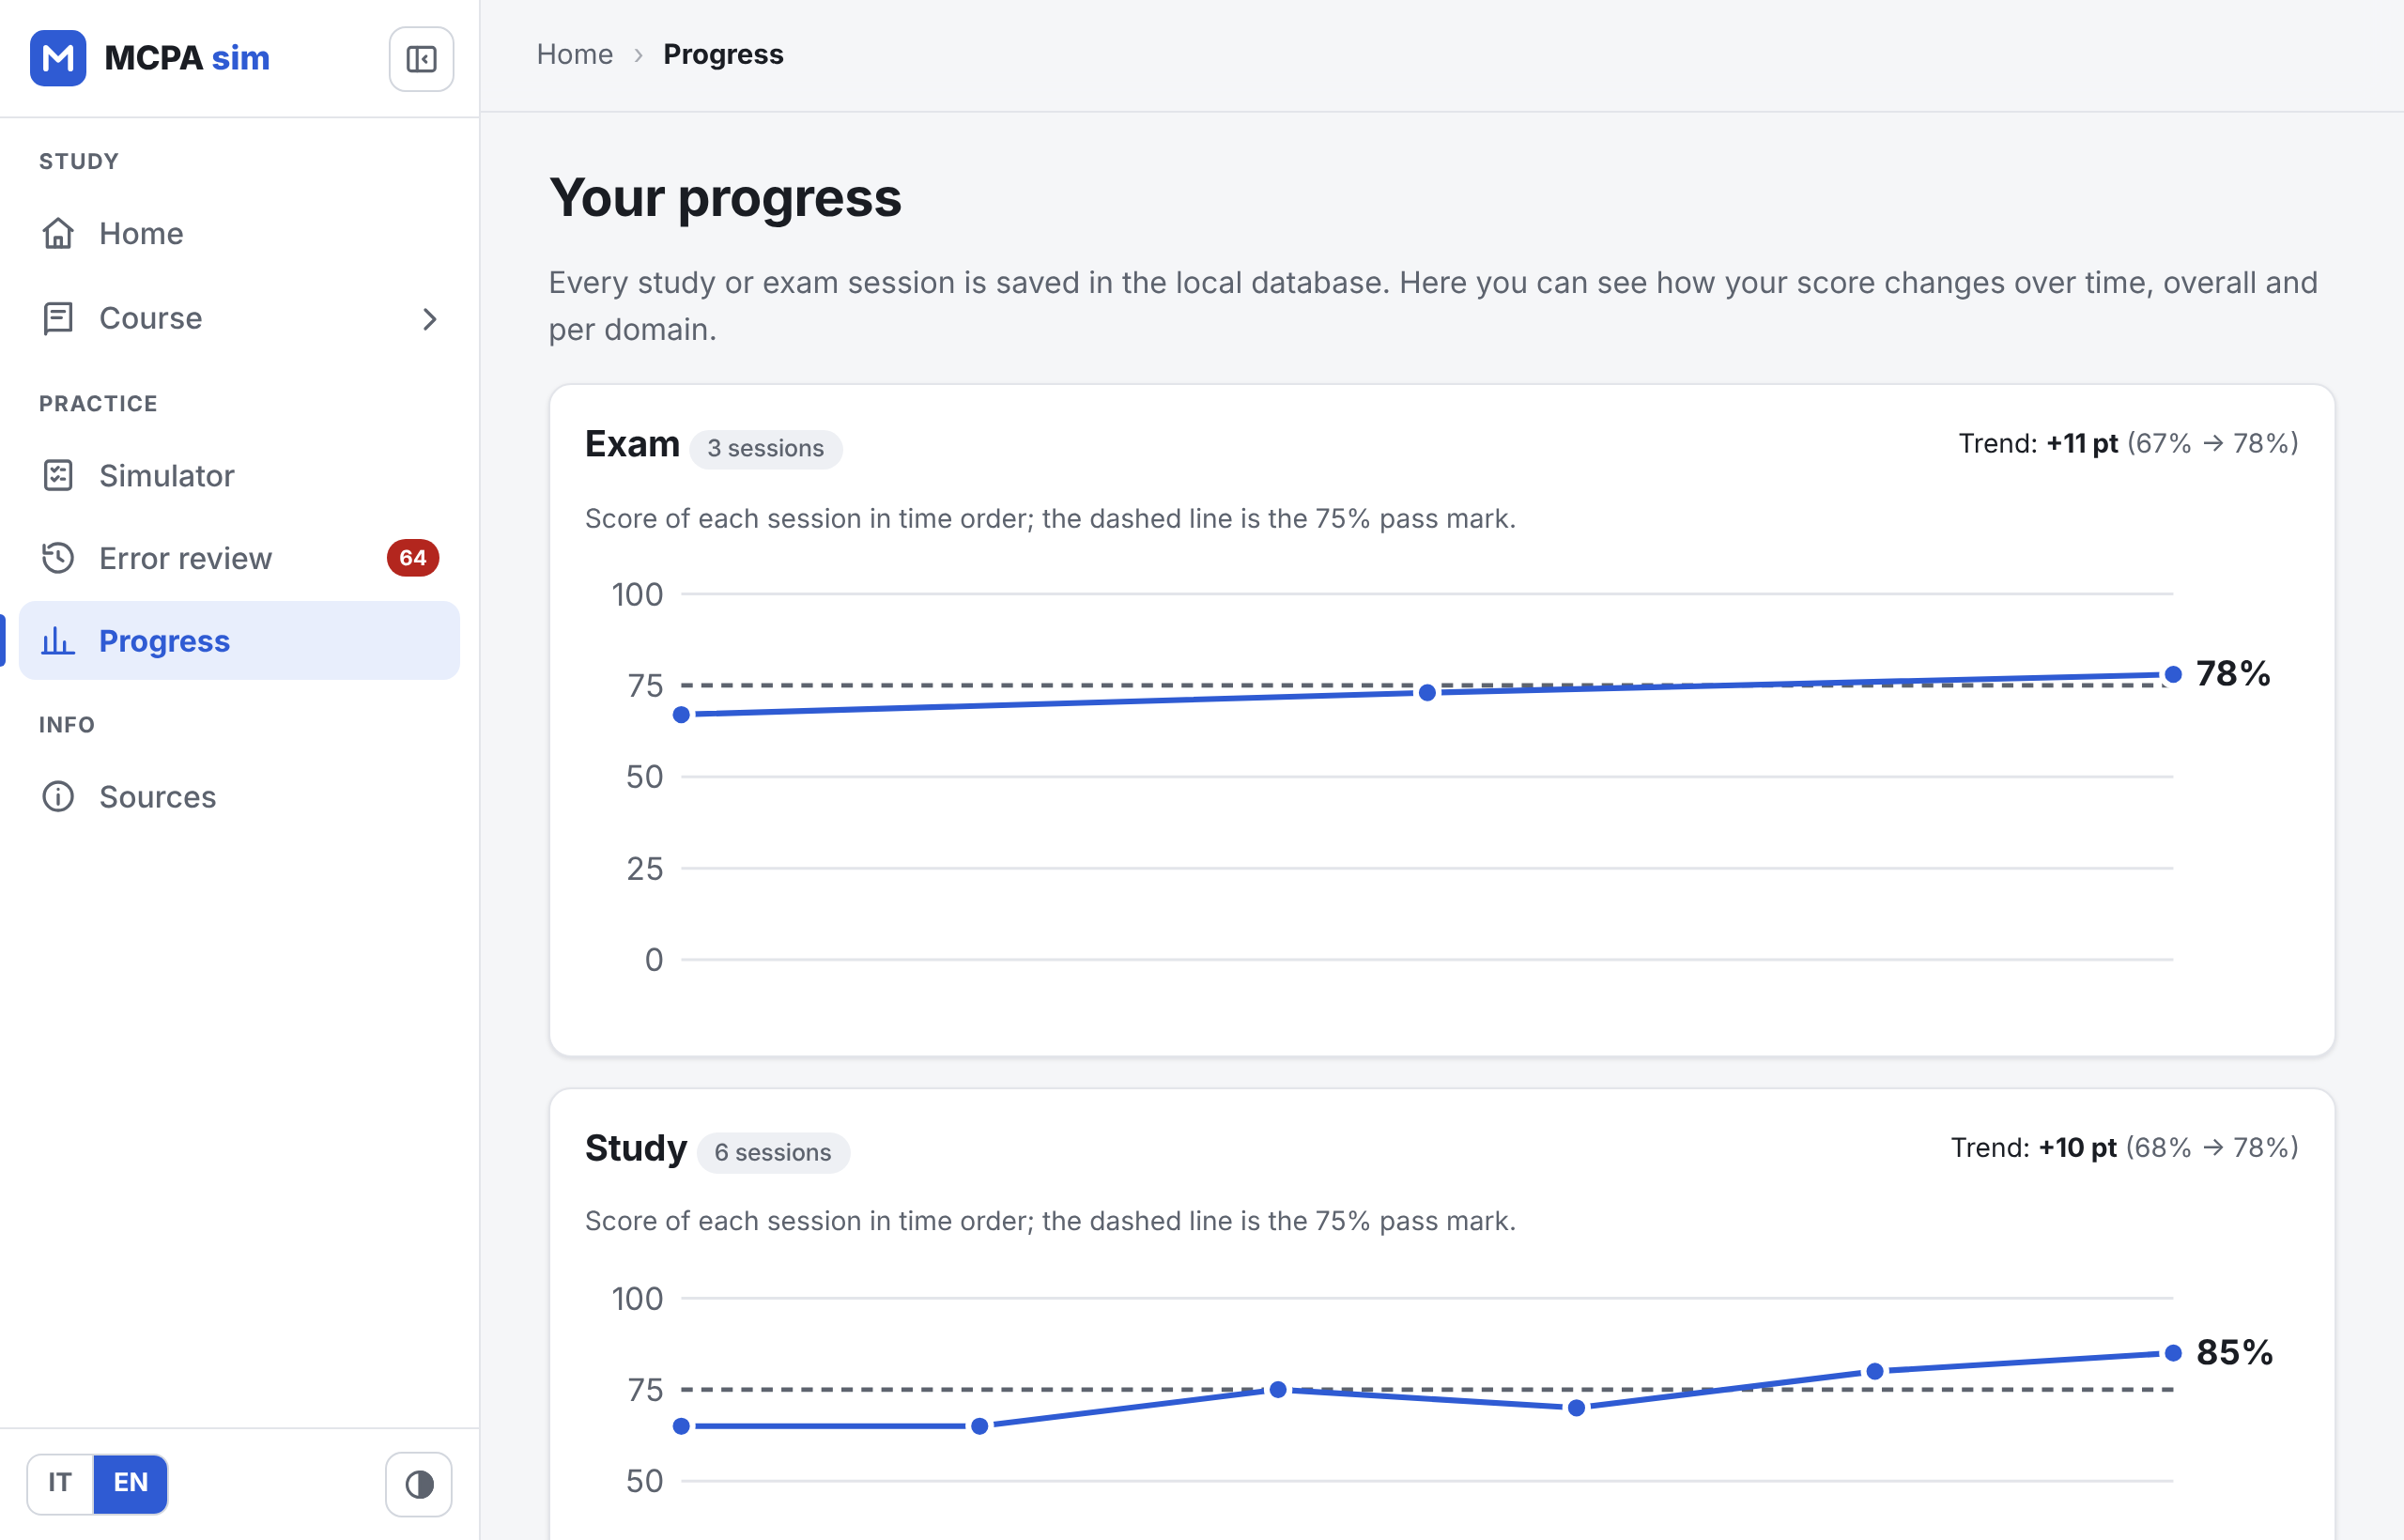 MCPA sim
STUDY
Home
Course
PRACTICE
Simulator
Error review 64
Progress
INFO
Sources
IT EN
Home › Progress
Your progress
Every study or exam session is saved in the local database. Here you can see how your score changes over time, overall and
per domain.
Exam 3 sessions Trend: +11 pt (67% → 78%)
Score of each session in time order; the dashed line is the 75% pass mark.
100
75
78%
50
25
0
Study 6 sessions Trend: +10 pt (68% → 78%)
Score of each session in time order; the dashed line is the 75% pass mark.
100
85%
75
50